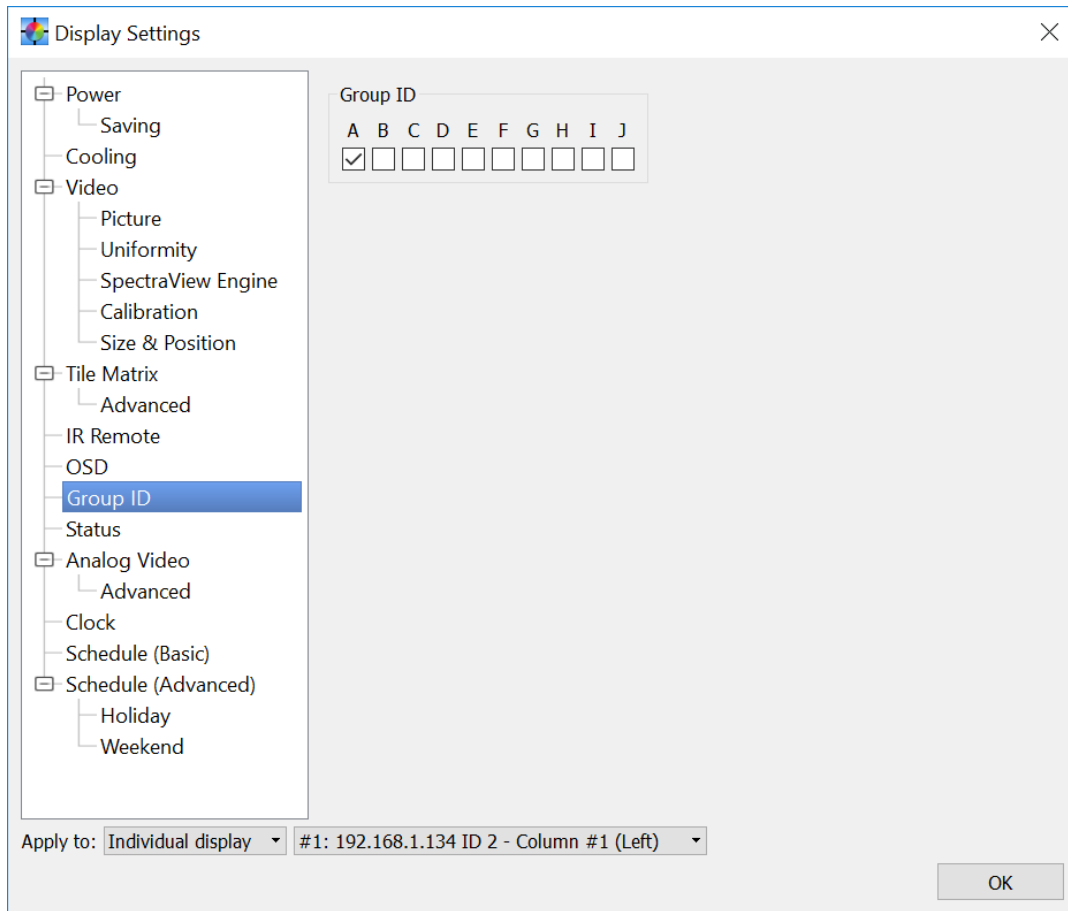 Display Settings
Power
Saving
Cooling
Video
Picture
Uniformity
SpectraView Engine
Calibration
Size & Position
Tile Matrix
Advanced
IR Remote
OSD
Group ID
Status
Analog Video
Advanced
Clock
Schedule (Basic)
Schedule (Advanced)
Holiday
Weekend
Group ID
A B C D E F G H I J
Apply to: Individual display #1: 192.168.1.134 ID 2 - Column #1 (Left)
OK